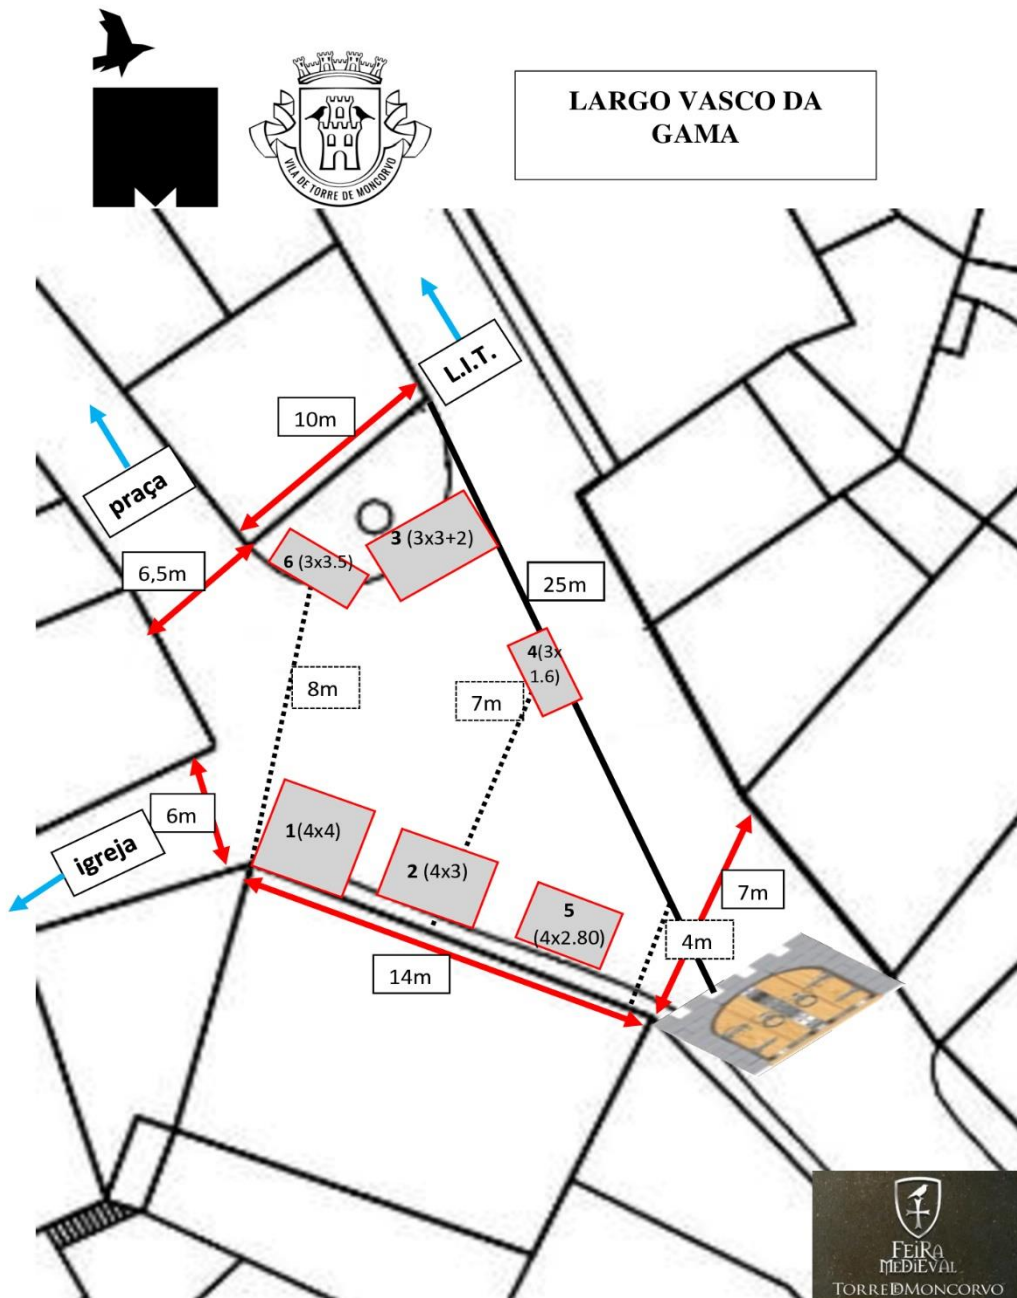 VILA DE TORRE DE MONCORVO
LARGO VASCO DA
GAMA
L.I.T.
10m
praça
3 (3x3+2)
6 (3x3.5)
6,5m
25m
4(3x
1.6)
8m
7m
6m
1(4x4)
igreja
2 (4x3)
7m
5
(4x2.80)
4m
14m
FEIRA
MEDIEVAL
TORRE DE MONCORVO